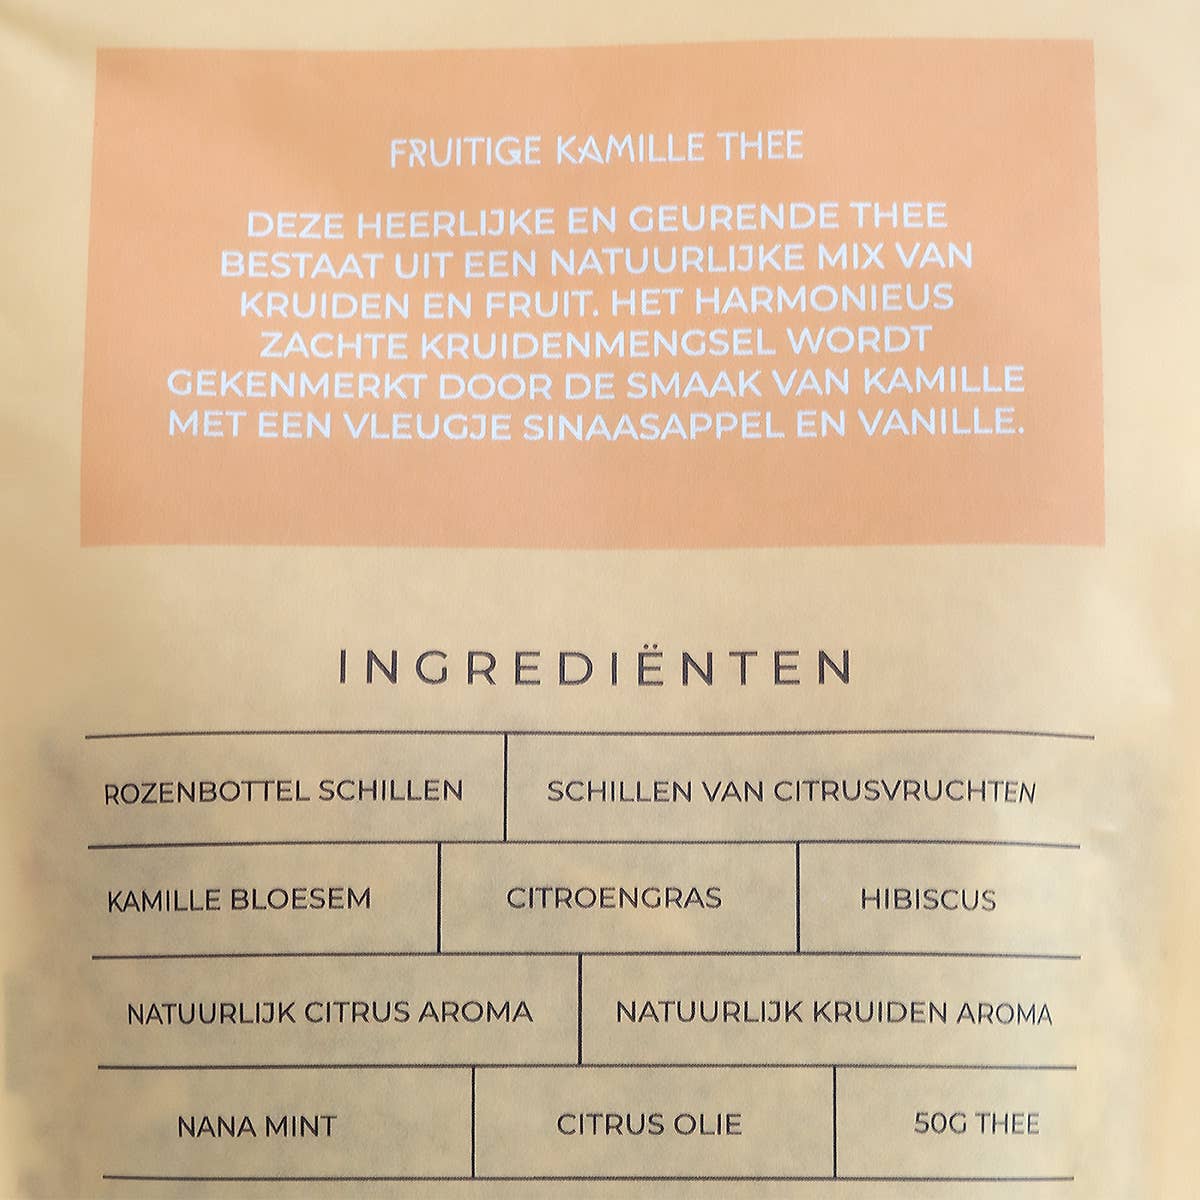 FRUITIGE KAMILLE THEE
DEZE HEERLIJKE EN GEURENDE THEE
BESTAAT UIT EEN NATUURLIJKE MIX VAN
KRUIDEN EN FRUIT. HET HARMONIEUS
ZACHTE KRUIDENMENGSEL WORDT
GEKENMERKT DOOR DE SMAAK VAN KAMILLE
MET EEN VLEUGJE SINAASAPPEL EN VANILLE.
INGREDIËNTEN
ROZENBOTTEL SCHILLEN SCHILLEN VAN CITRUSVRUCHTEN
KAMILLE BLOESEM CITROENGRAS HIBISCUS
NATUURLIJK CITRUS AROMA NATUURLIJK KRUIDEN AROMA
NANA MINT CITRUS OLIE 50G THEE